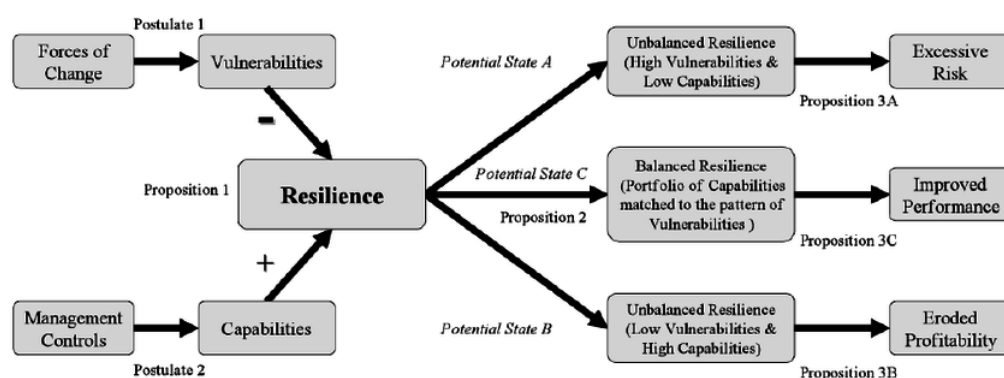 Postulate 1
Forces of
Change
Vulnerabilities
-
Proposition 1
Resilience
+
Management
Controls
Capabilities
Postulate 2
Potential State A
Unbalanced Resilience
(High Vulnerabilities &
Low Capabilities)
Proposition 3A
Excessive
Risk
Potential State C
Proposition 2
Balanced Resilience
(Portfolio of Capabilities
matched to the pattern of
Vulnerabilities )
Proposition 3C
Improved
Performance
Potential State B
Unbalanced Resilience
(Low Vulnerabilities &
High Capabilities)
Proposition 3B
Eroded
Profitability